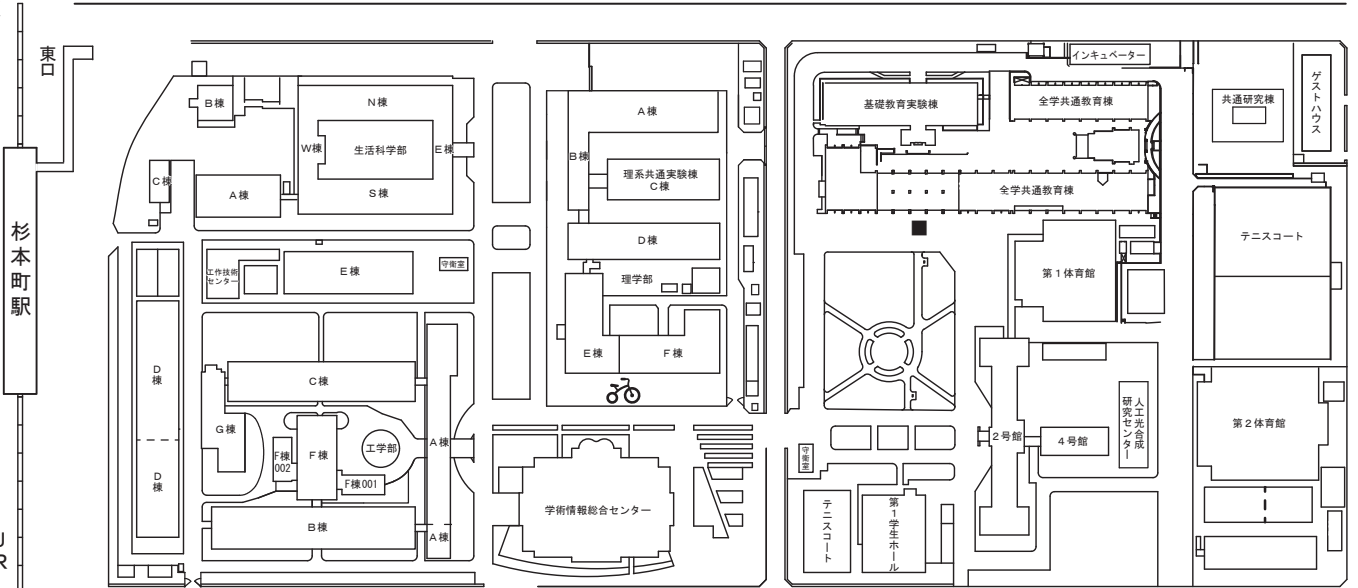 東口
杉本町駅
B棟
N棟
W棟
生活科学部
E棟
C棟
A棟
S棟
工作技術
センター
E棟
守衛室
D棟
D棟
C棟
G棟
F棟
002
F棟
工学部
F棟001
A棟
B棟
A棟
A棟
B棟
理系共通実験棟
C棟
D棟
理学部
E棟
F棟
学術情報総合センター
インキュベーター
基礎教育実験棟
全学共通教育棟
全学共通教育棟
共通研究棟
ゲストハウス
第1体育館
テニスコート
2号館
4号館
人工光合成
研究センター
第2体育館
守衛室
テニスコート
第1学生ホール